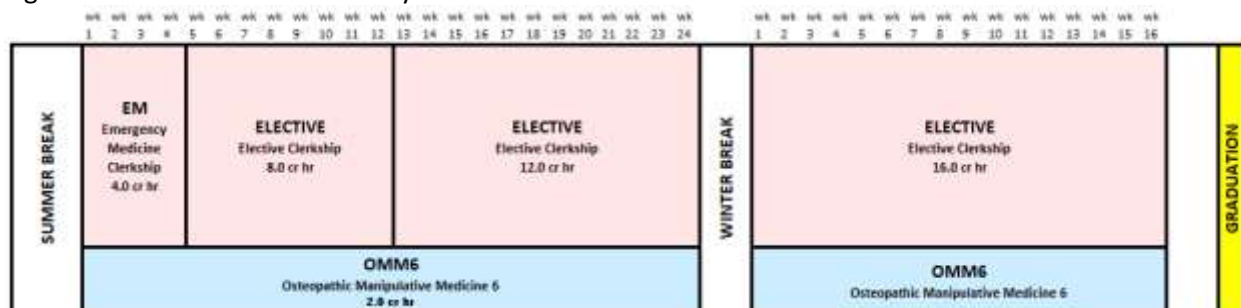 wk wk wk wk wk wk wk wk wk wk wk wk wk wk wk wk wk wk wk wk wk wk wk wk
1 2 3 4 5 6 7 8 9 10 11 12 13 14 15 16 17 18 19 20 21 22 23 24
wk wk wk wk wk wk wk wk wk wk wk wk wk wk wk wk
1 2 3 4 5 6 7 8 9 10 11 12 13 14 15 16
SUMMER BREAK
EM
Emergency
Medicine
Clerkship
4.0 cr hr
ELECTIVE
Elective Clerkship
8.0 cr hr
ELECTIVE
Elective Clerkship
12.0 cr hr
WINTER BREAK
ELECTIVE
Elective Clerkship
16.0 cr hr
GRADUATION
OMM6
Osteopathic Manipulative Medicine 6
2.0 cr hr
OMM6
Osteopathic Manipulative Medicine 6